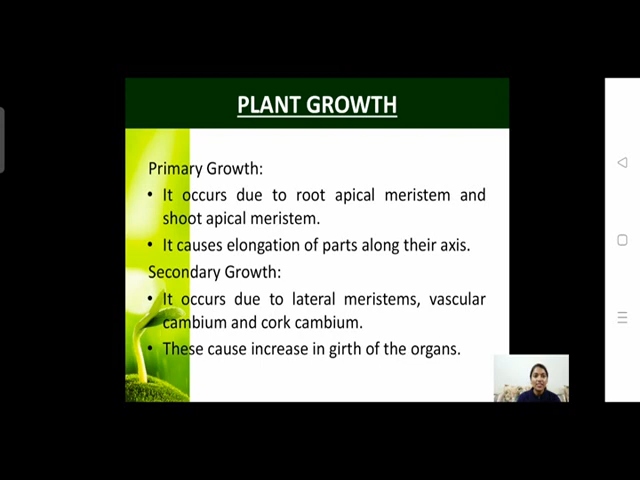 PLANT GROWTH
Primary Growth:
• It occurs due to root apical meristem and
shoot apical meristem.
• It causes elongation of parts along their axis.
Secondary Growth:
• It occurs due to lateral meristems, vascular
cambium and cork cambium.
• These cause increase in girth of the organs.